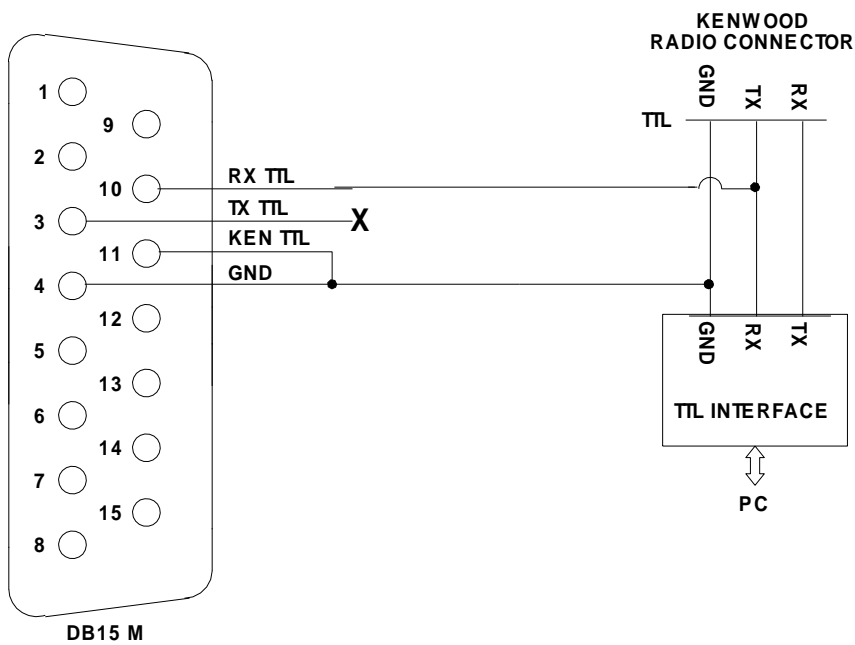 KENWOOD
RADIO CONNECTOR
GND
TX
RX
TTL
1
9
2
10
RX TTL
3
TX TTL
X
11
KEN TTL
4
GND
12
5
GND
RX
TX
13
6
TTL INTERFACE
14
7
PC
15
8
DB15 M